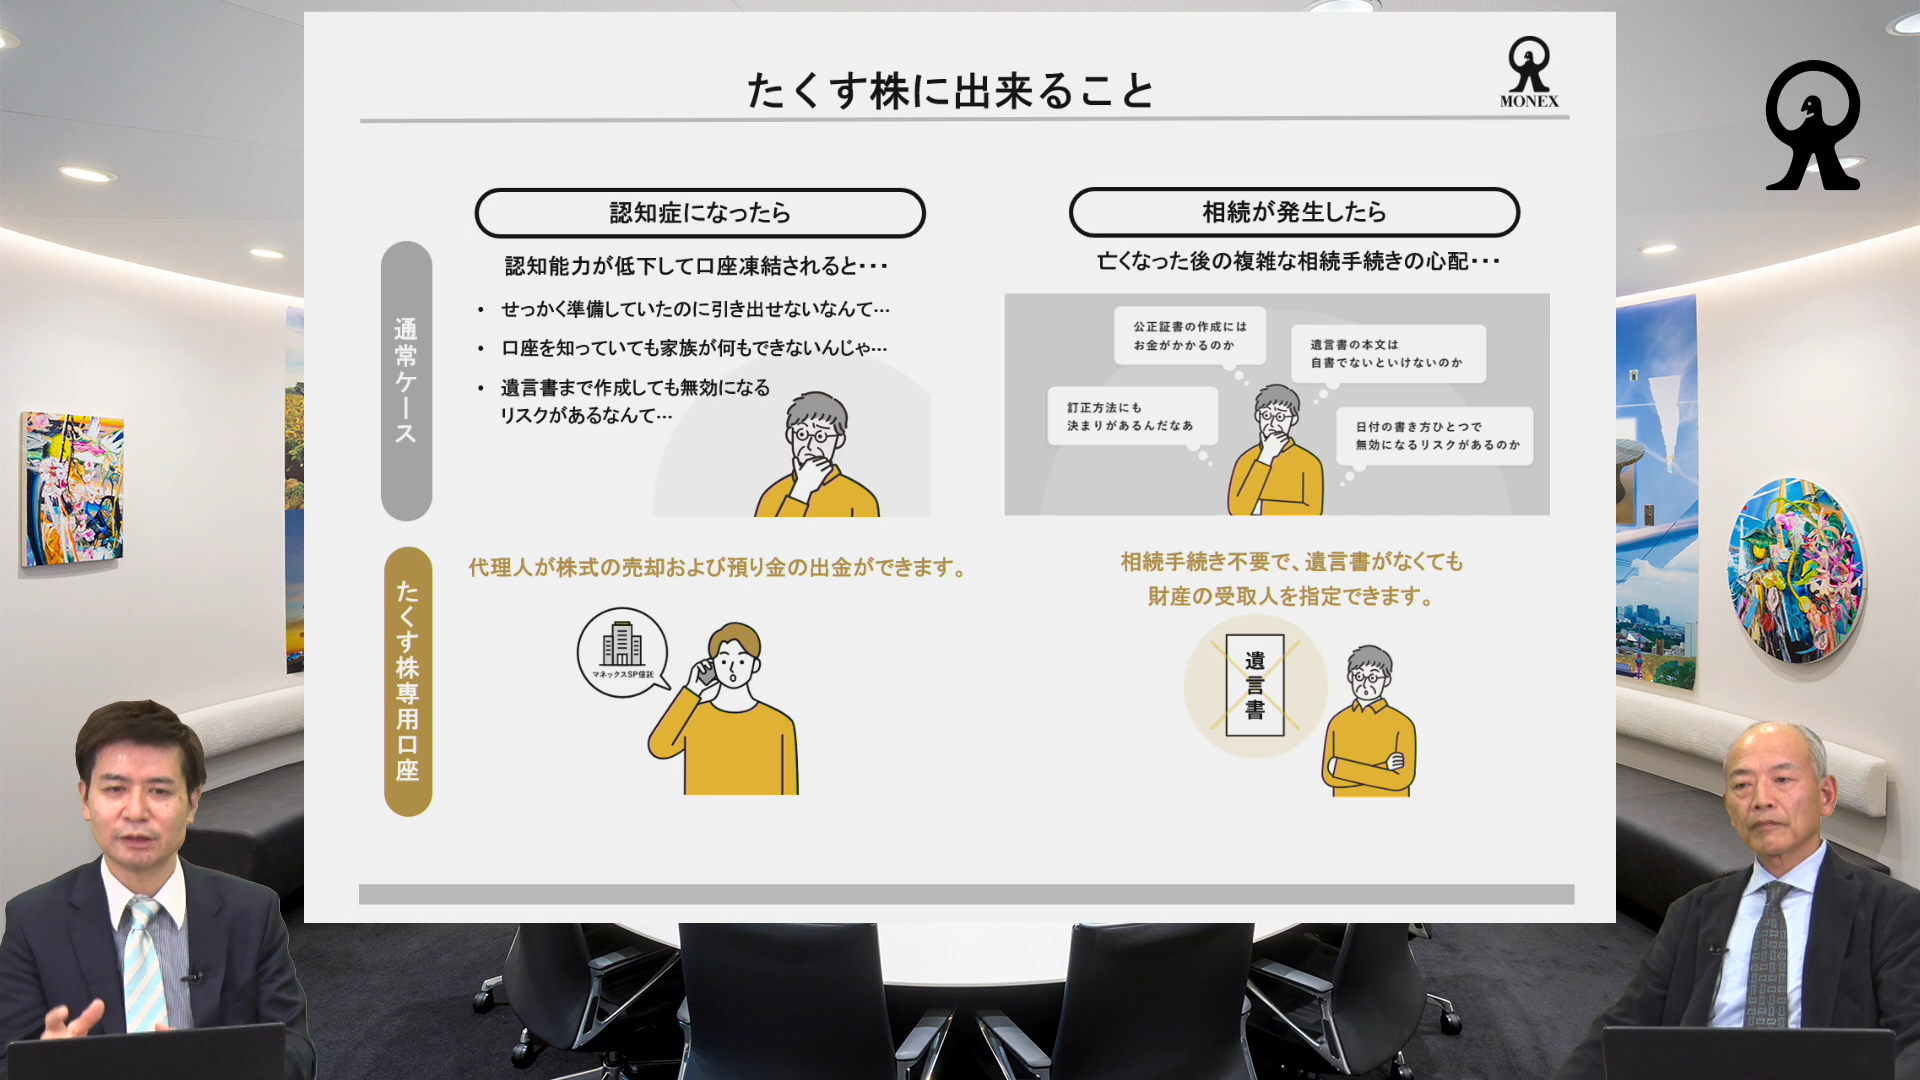 たくす株に出来ること
MONEX
認知症になったら
認知能力が低下して口座凍結されると・・・
• せっかく準備していたのに引き出せないなんて…
• 口座を知っていても家族が何もできないんじゃ…
• 遺言書まで作成しても無効になる
リスクがあるなんて…
相続が発生したら
亡くなった後の複雑な相続手続きの心配・・・
公正証書の作成には
お金がかかるのか
遺言書の本文は
自書でないといけないのか
訂正方法にも
決まりがあるんだなあ
日付の書き方ひとつで
無効になるリスクがあるのか
通常ケース
たくす株専用口座
代理人が株式の売却および預り金の出金ができます。
マネックスSP信託
相続手続き不要で、遺言書がなくても
財産の受取人を指定できます。
遺言書